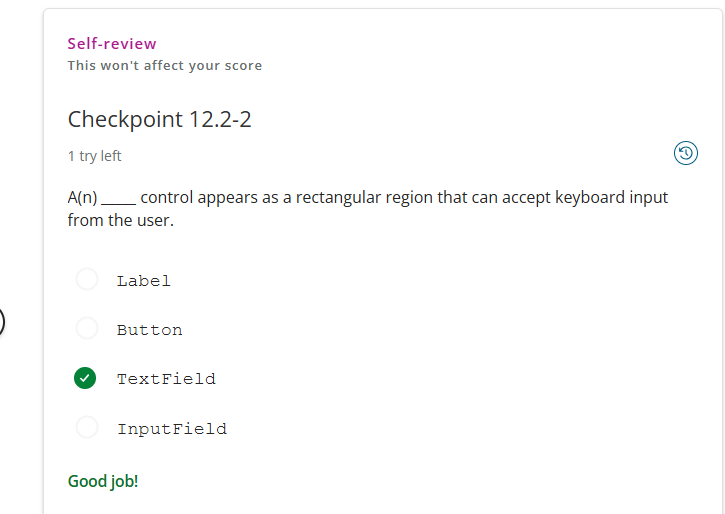 Self-review
This won't affect your score
Checkpoint 12.2-2
1 try left
A(n) _____ control appears as a rectangular region that can accept keyboard input
from the user.
Label
Button
TextField
InputField
Good job!